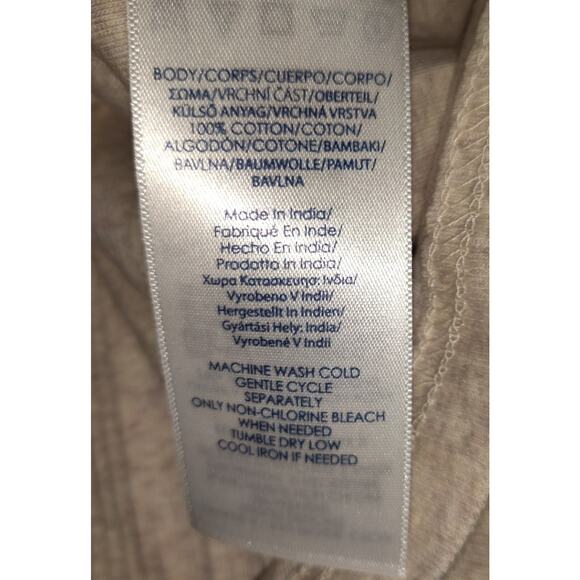 BODY/CORPS/CUERPO/CORPO/
ΣΩΜΑ/VRCHNÍ ČÁST/OBERTEIL/
KÜLSŐ ANYAG/VRCHNÁ VRSTVA
100% COTTON/COTON/
ALGODÓN/COTONE/BAMBAKI/
BAVLNA/BAUMWOLLE/PAMUT/
BAVLNA
Made In India/
Fabriqué En Inde/
Hecho En India/
Prodotto In India/
Χωρα Κατασκευησ: Ινδια/
Vyrobeno V Indii/
Hergestellt In Indien/
Gyártási Hely: India/
Vyrobené V Indii
MACHINE WASH COLD
GENTLE CYCLE
SEPARATELY
ONLY NON-CHLORINE BLEACH
WHEN NEEDED
TUMBLE DRY LOW
COOL IRON IF NEEDED